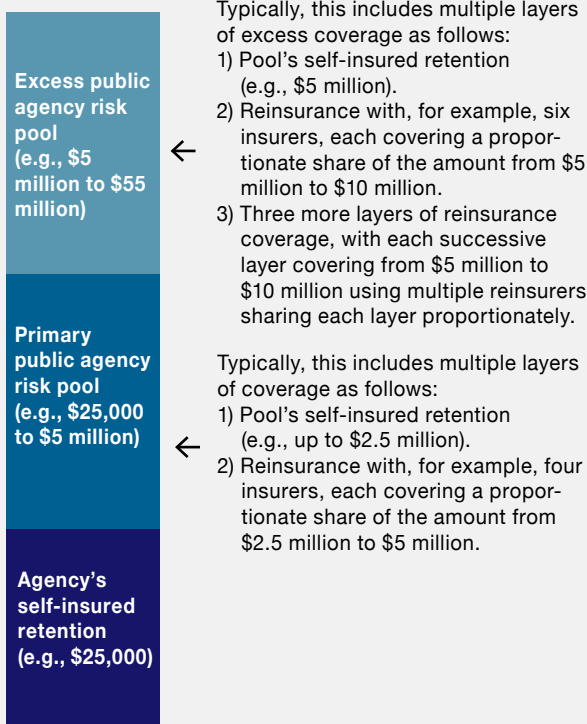 Excess public
agency risk
pool
(e.g., $5
million to $55
million)
Typically, this includes multiple layers
of excess coverage as follows:
1) Pool's self-insured retention
(e.g., $5 million).
2) Reinsurance with, for example, six
insurers, each covering a propor-
tionate share of the amount from $5
million to $10 million.
3) Three more layers of reinsurance
coverage, with each successive
layer covering from $5 million to
$10 million using multiple reinsurers
sharing each layer proportionately.
Primary
public agency
risk pool
(e.g., $25,000
to $5 million)
Typically, this includes multiple layers
of coverage as follows:
1) Pool's self-insured retention
(e.g., up to $2.5 million).
2) Reinsurance with, for example, four
insurers, each covering a propor-
tionate share of the amount from
$2.5 million to $5 million.
Agency's
self-insured
retention
(e.g., $25,000)